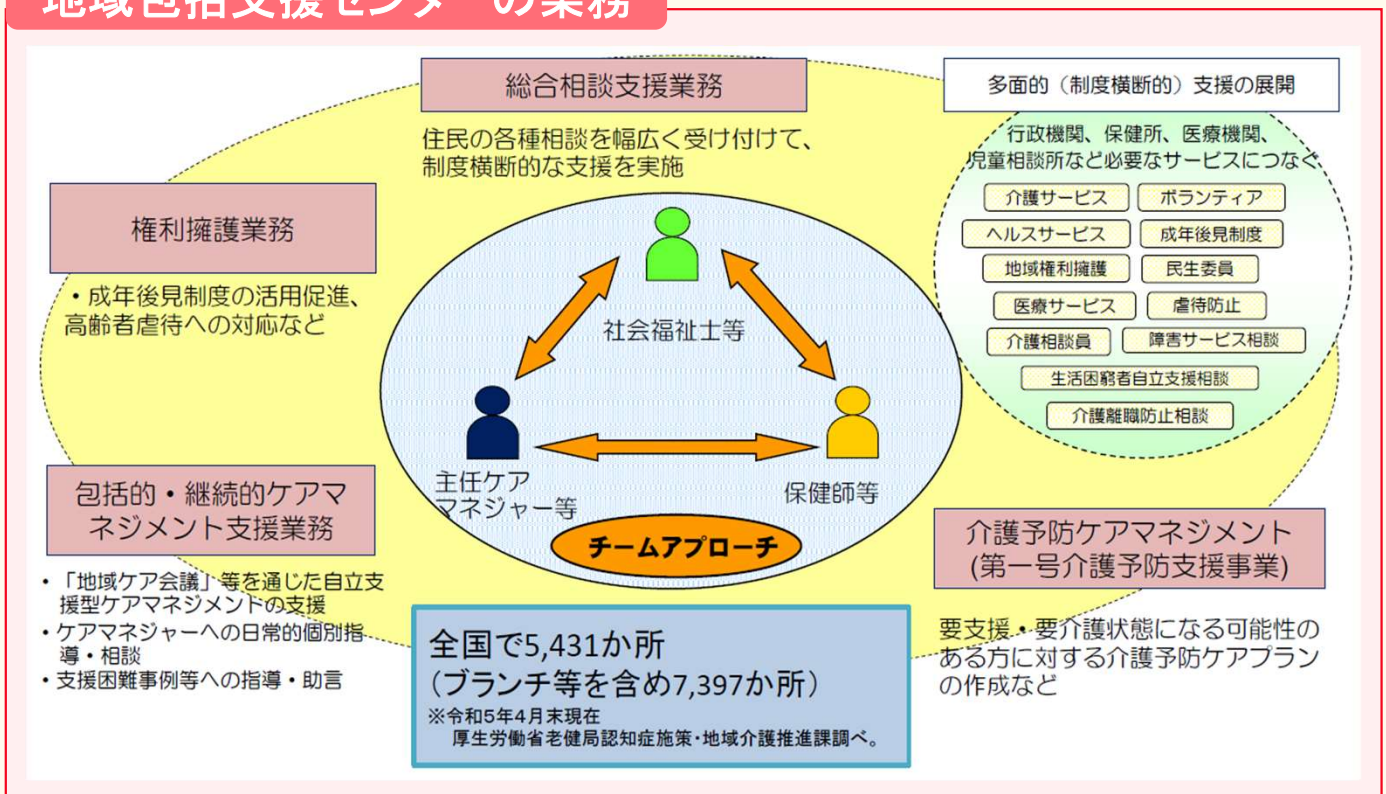 地域包括支援センターの業務
総合相談支援業務
住民の各種相談を幅広く受け付けて、
制度横断的な支援を実施
多面的（制度横断的）支援の展開
行政機関、保健所、医療機関、
児童相談所など必要なサービスにつなぐ
介護サービス
ボランティア
ヘルスサービス
成年後見制度
地域権利擁護
民生委員
医療サービス
虐待防止
介護相談員
障害サービス相談
生活困窮者自立支援相談
介護離職防止相談
権利擁護業務
・成年後見制度の活用促進、
高齢者虐待への対応など
社会福祉士等
主任ケア
マネジャー等
保健師等
チームアプローチ
包括的・継続的ケアマ
ネジメント支援業務
・「地域ケア会議」等を通じた自立支
援型ケアマネジメントの支援
・ケアマネジャーへの日常的個別指
導・相談
・支援困難事例等への指導・助言
全国で5,431か所
（ブランチ等を含め7,397か所）
※令和5年4月末現在
厚生労働省老健局認知症施策・地域介護推進課調べ。
介護予防ケアマネジメント
(第一号介護予防支援事業)
要支援・要介護状態になる可能性の
ある方に対する介護予防ケアプラン
の作成など